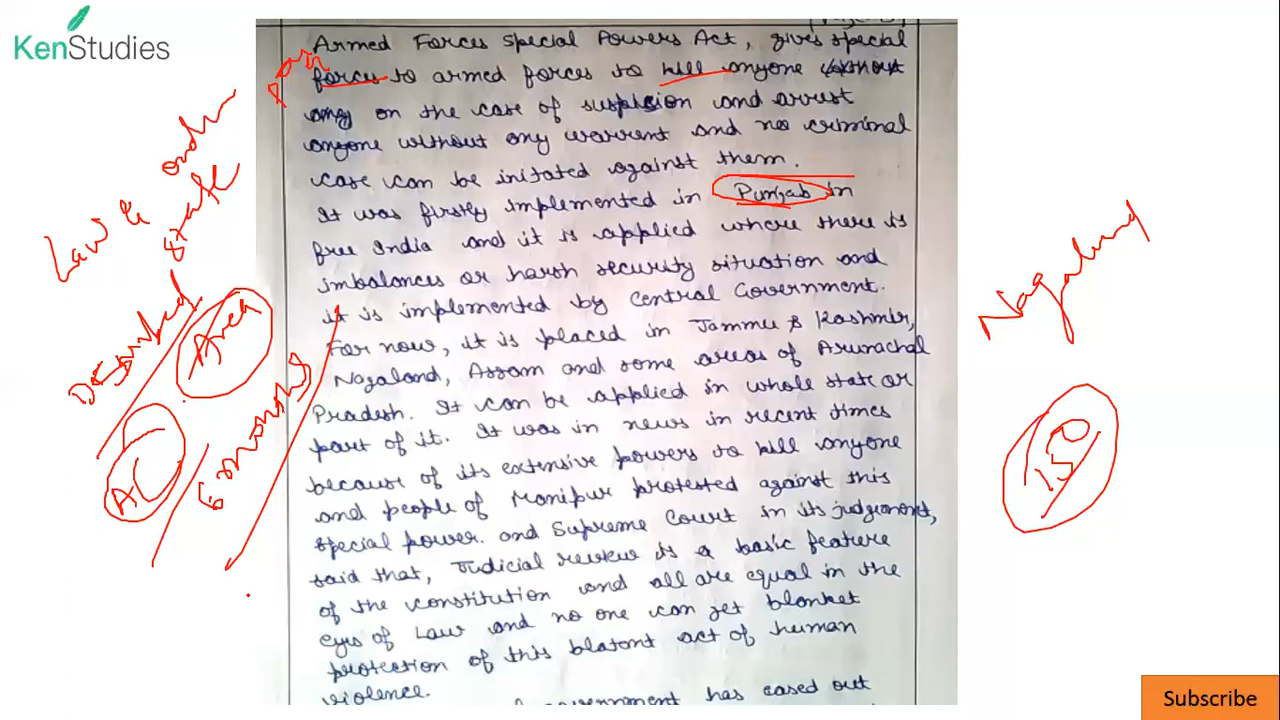 KenStudies
Armed Forces Special Powers Act, gives special
forces to armed forces to kill anyone without
any on the case of suspision and arrest
anyone without any warrent and no criminal
case can be initated against them.
It was firstly implemented in Punjab in
free India and it is applied where there is
imbalances or harsh security situation and
it is implemented by Central Government.
For now, it is placed in Jammu & Kashmir,
Nagaland, Assam and some areas of Arunachal
Pradesh. It can be applied in whole state or
part of it. It was in news in recent times
because of its extensive powers to kill anyone
and people of Manipur protested against this
special power. and Supreme Court in its judgement,
said that, Judicial review is a basic feature
of the constitution and all are equal in the
eyes of Law and no one can get blanket
protection of this blatent act of human
violence.
government has eased out
power
Law & order
state
Disturbed
Area
AC
6 months
Nagaland
150
Subscribe